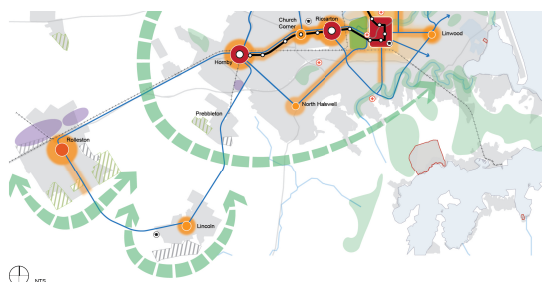 Church
Corner
Riccarton
Linwood
Hornby
North Halswell
Prebbleton
Rolleston
Lincoln
NTS